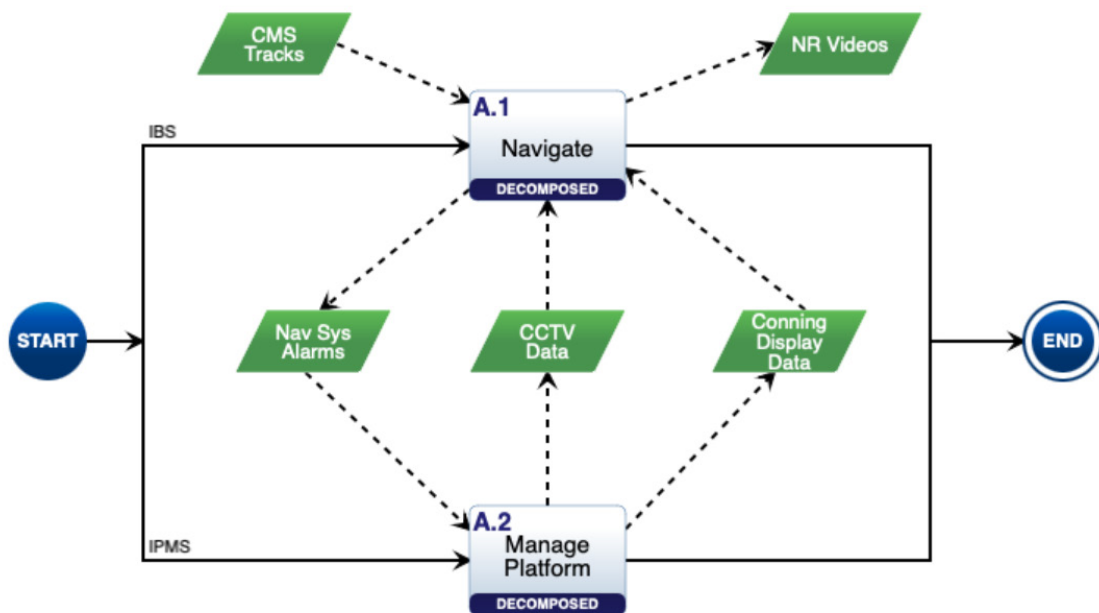 CMS
Tracks
NR Videos
A.1
Navigate
DECOMPOSED
IBS
START
Nav Sys
Alarms
CCTV
Data
Conning
Display
Data
END
A.2
Manage
Platform
DECOMPOSED
IPMS